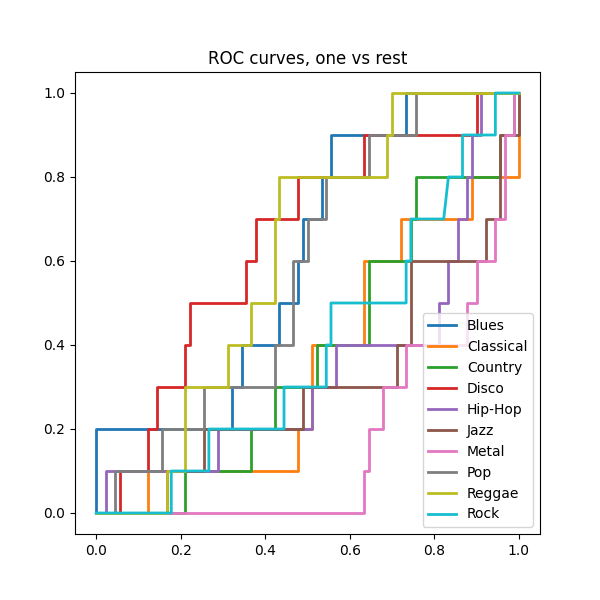 ROC curves, one vs rest
1.0
0.8
0.6
0.4
0.2
0.0
0.0 0.2 0.4 0.6 0.8 1.0
Blues
Classical
Country
Disco
Hip-Hop
Jazz
Metal
Pop
Reggae
Rock